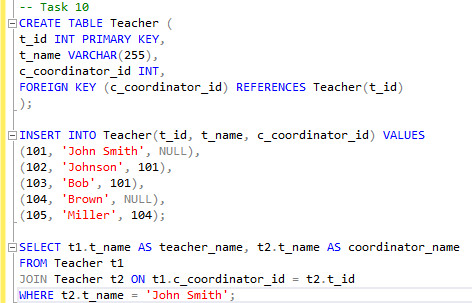 -- Task 10
CREATE TABLE Teacher (
t_id INT PRIMARY KEY,
t_name VARCHAR(255),
c_coordinator_id INT,
FOREIGN KEY (c_coordinator_id) REFERENCES Teacher(t_id)
);
INSERT INTO Teacher(t_id, t_name, c_coordinator_id) VALUES
(101, 'John Smith', NULL),
(102, 'Johnson', 101),
(103, 'Bob', 101),
(104, 'Brown', NULL),
(105, 'Miller', 104);
SELECT t1.t_name AS teacher_name, t2.t_name AS coordinator_name
FROM Teacher t1
JOIN Teacher t2 ON t1.c_coordinator_id = t2.t_id
WHERE t2.t_name = 'John Smith';